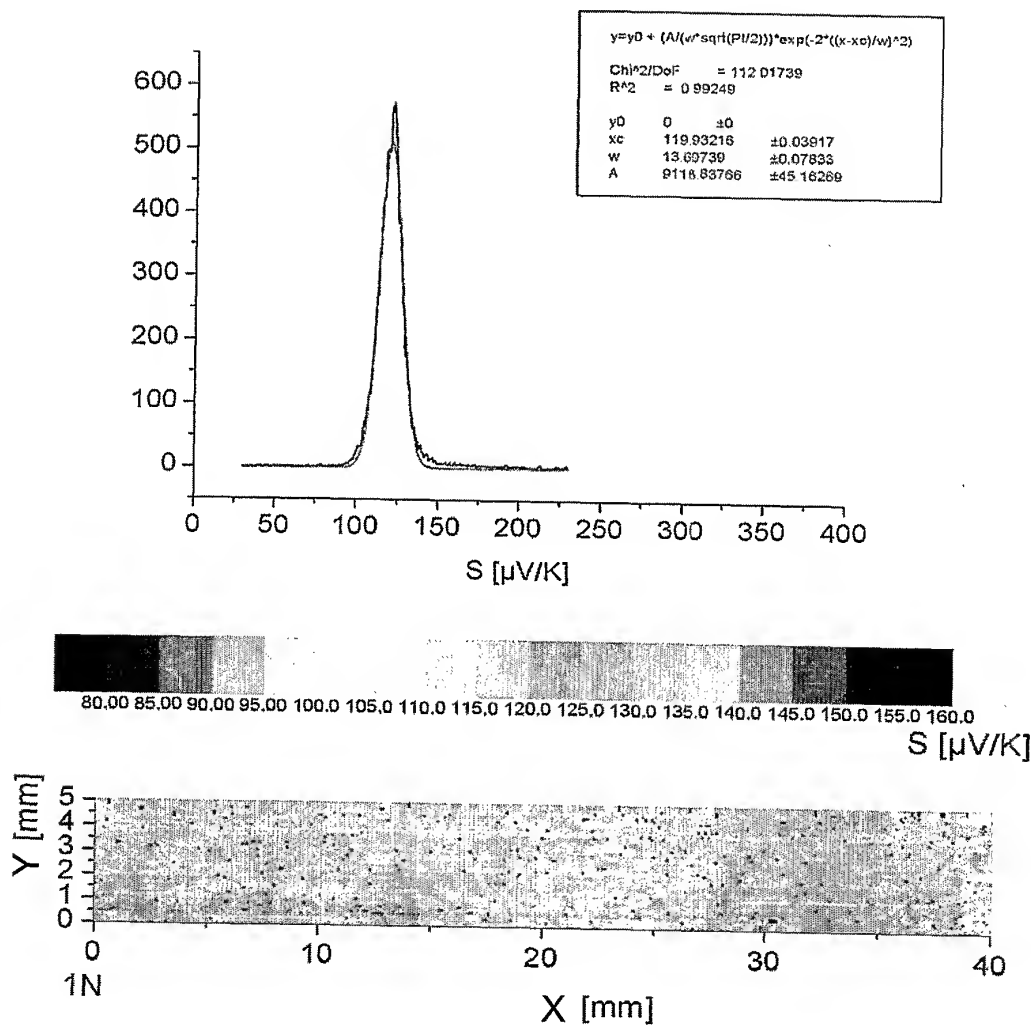 y=y0 + (A/(w*sqrt(PI/2)))*exp(-2*((x-xc)/w)^2)
Chi^2/DoF = 112.01739
R^2 = 0.99249
y0 0 ±0
xc 119.93216 ±0.03917
w ±0.07833
A ±45.16269
600
500
400
300
200
100
0
0 50 100 150 200 250 300 350 400
S [µV/K]
80,00 85,00 90,00 95,00 100,0 105,0 110,0 115,0 120,0 125,0 130,0 135,0 140,0 145,0 150,0 155,0 160,0
S [µV/K]
Y [mm]
5
4
3
2
1
0
0 10 20 30 40
1N
X [mm]